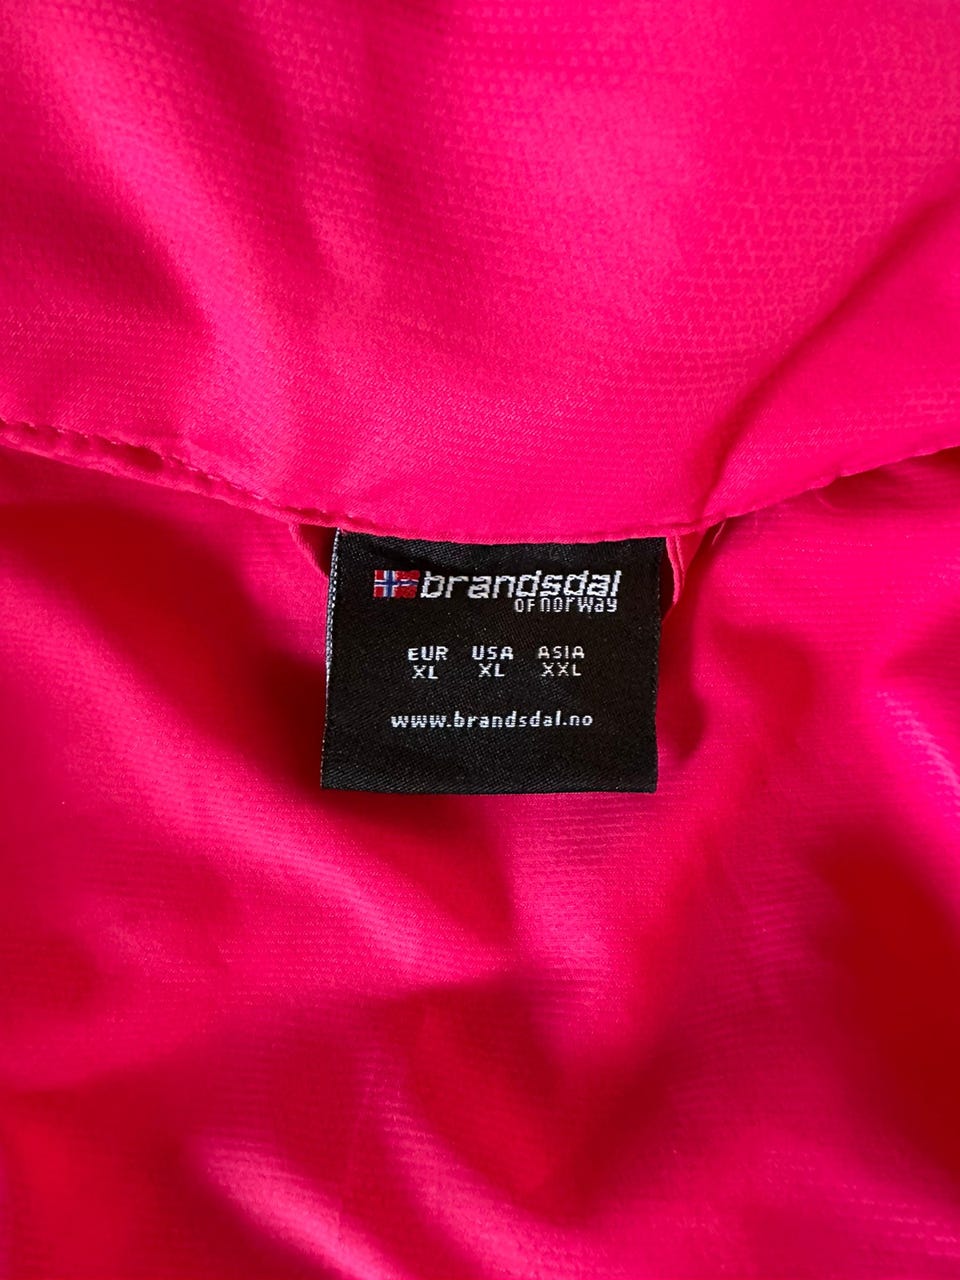 brandsdal
OF norway
EUR USA ASIA
XL XL XXL
www.brandsdal.no